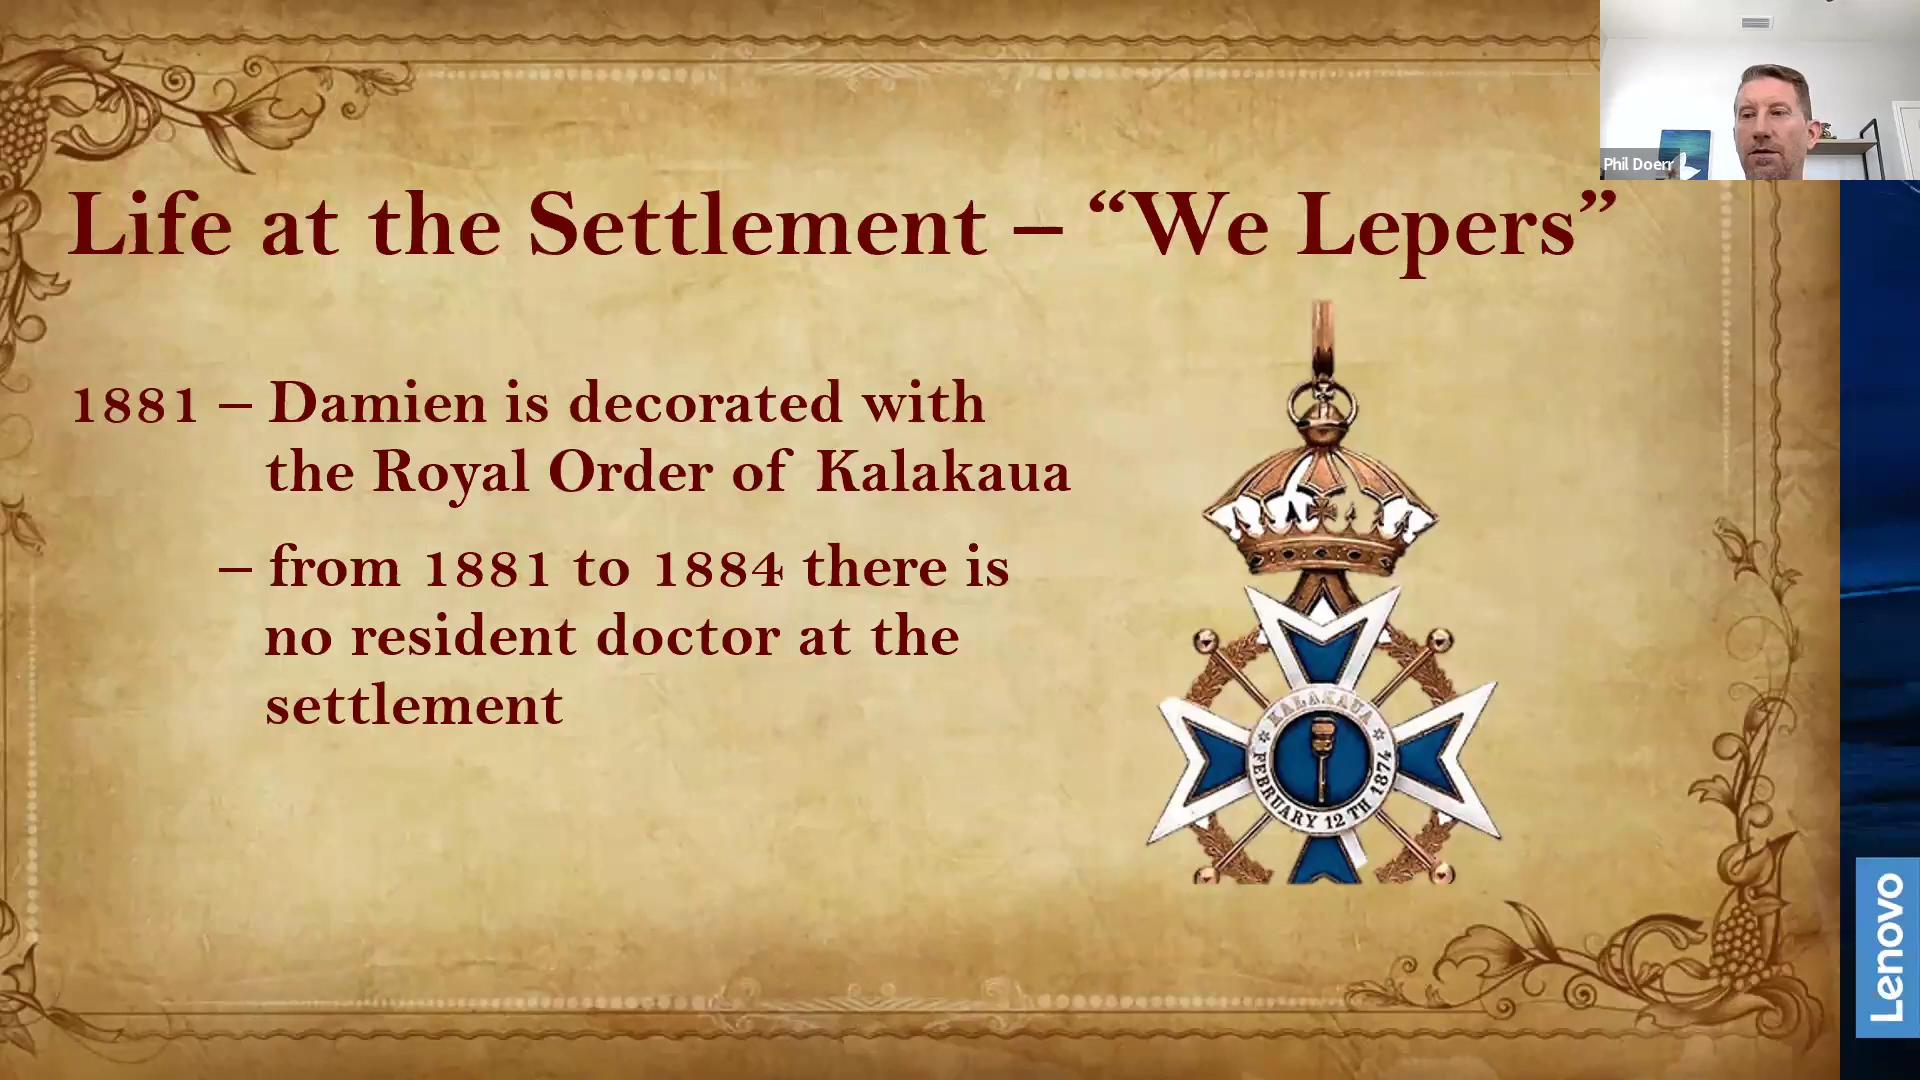 Phil Doerr
Life at the Settlement – “We Lepers”
1881 – Damien is decorated with
the Royal Order of Kalakaua
– from 1881 to 1884 there is
no resident doctor at the
settlement
KALAKAUA
FEBRUARY 12TH 1874
Lenovo